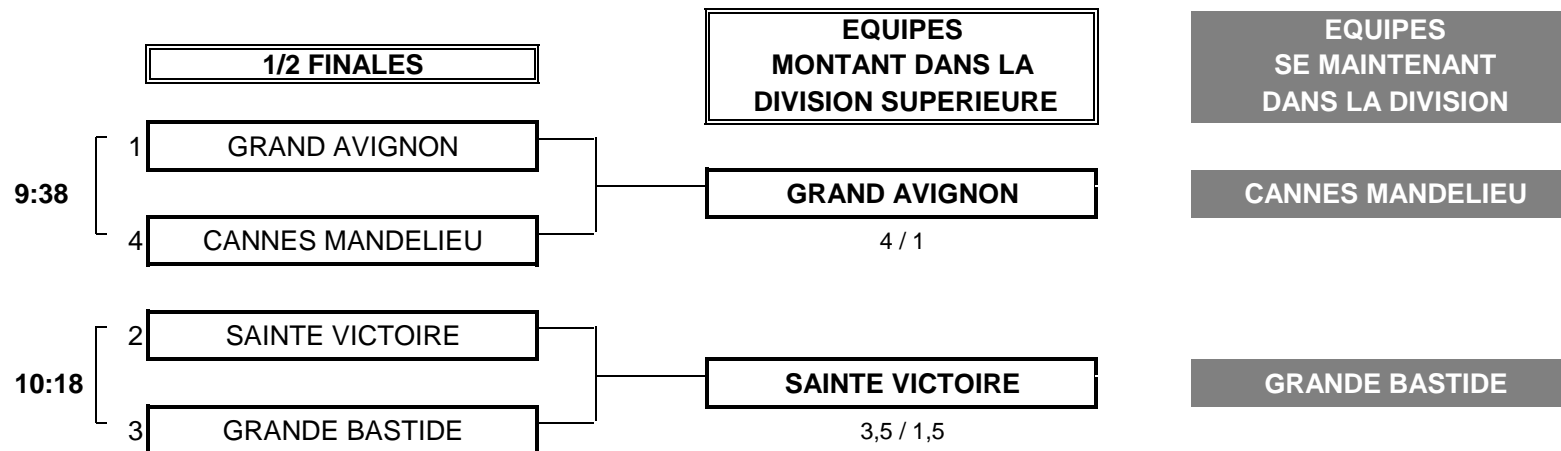 1/2 FINALES
EQUIPES
MONTANT DANS LA
DIVISION SUPERIEURE
EQUIPES
SE MAINTENANT
DANS LA DIVISION
1 GRAND AVIGNON
9:38 GRAND AVIGNON CANNES MANDELIEU
4 CANNES MANDELIEU 4 / 1
2 SAINTE VICTOIRE
10:18 SAINTE VICTOIRE GRANDE BASTIDE
3 GRANDE BASTIDE 3,5 / 1,5